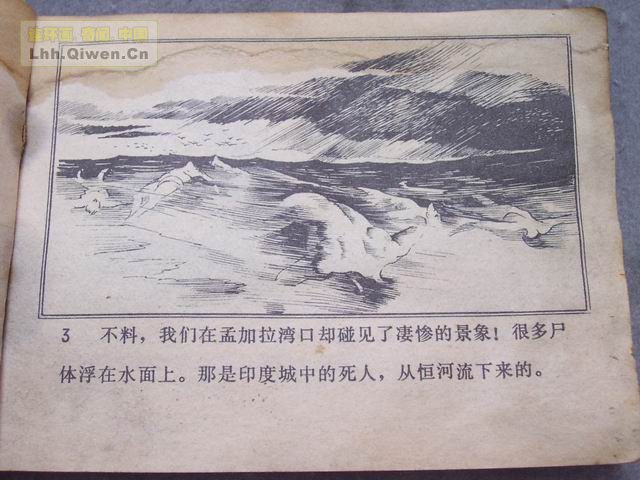 连环画.奇闻.中国
Lhh.Qiwen.Cn
3 不料，我们在孟加拉湾口却碰见了凄惨的景象！很多尸
体浮在水面上。那是印度城中的死人，从恒河流下来的。